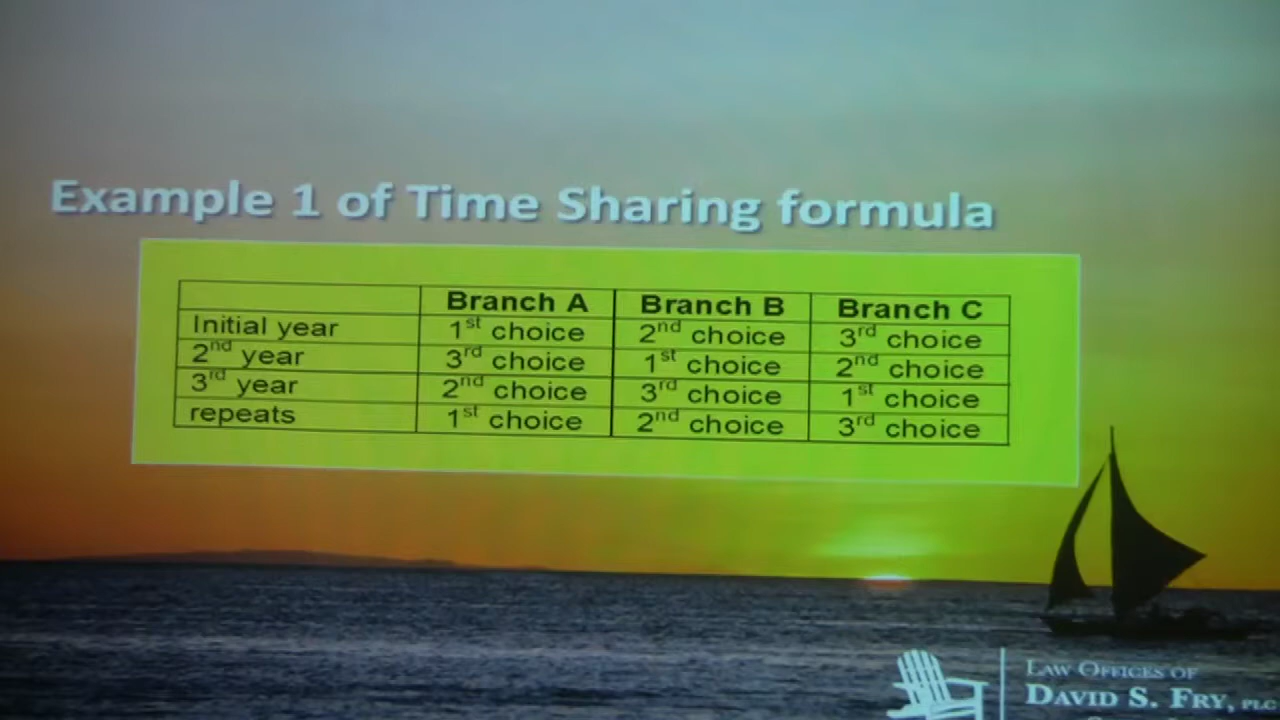 Example 1 of Time Sharing formula
Branch A Branch B Branch C
Initial year 1st choice 2nd choice 3rd choice
2nd year 3rd choice 1st choice 2nd choice
3rd year 2nd choice 3rd choice 1st choice
repeats 1st choice 2nd choice 3rd choice
LAW OFFICES OF
DAVID S. FRY, PLC